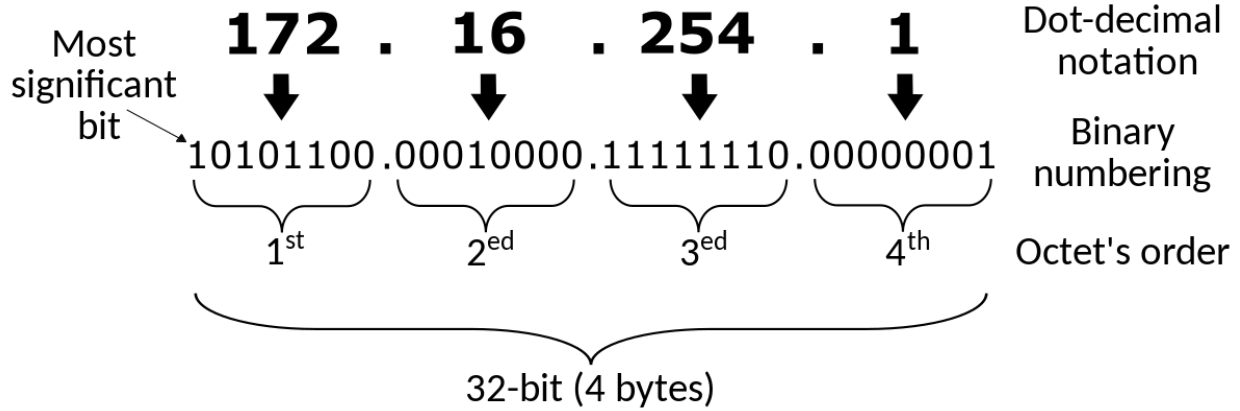 172 . 16 . 254 . 1
Dot-decimal
notation
Most
significant
bit
10101100.00010000.11111110.00000001
Binary
numbering
1st 2ed 3ed 4th
Octet's order
32-bit (4 bytes)